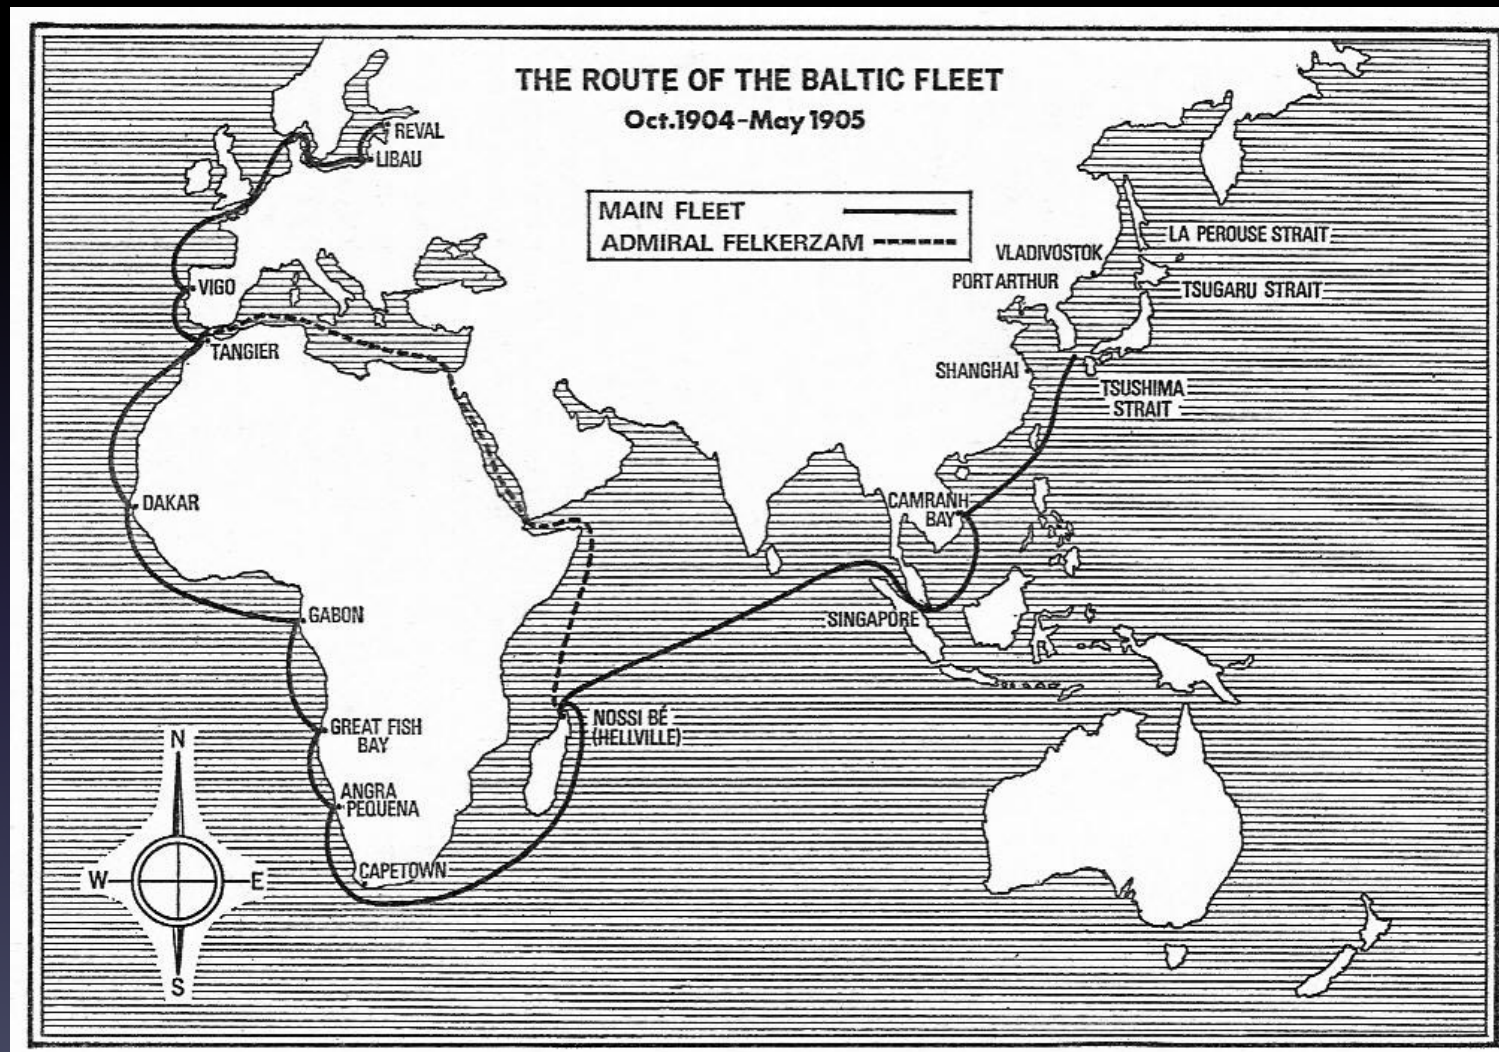 THE ROUTE OF THE BALTIC FLEET
Oct.1904-May 1905
REVAL
LIBAU
MAIN FLEET
ADMIRAL FELKERZAM
LA PEROUSE STRAIT
VLADIVOSTOK
PORT ARTHUR
TSUGARU STRAIT
VIGO
TANGIER
SHANGHAI
TSUSHIMA
STRAIT
DAKAR
CAMRANH
BAY
GABON
SINGAPORE
NOSSI BÉ
(HELLVILLE)
GREAT FISH
BAY
ANGRA
PEQUENA
CAPETOWN
N
W
E
S